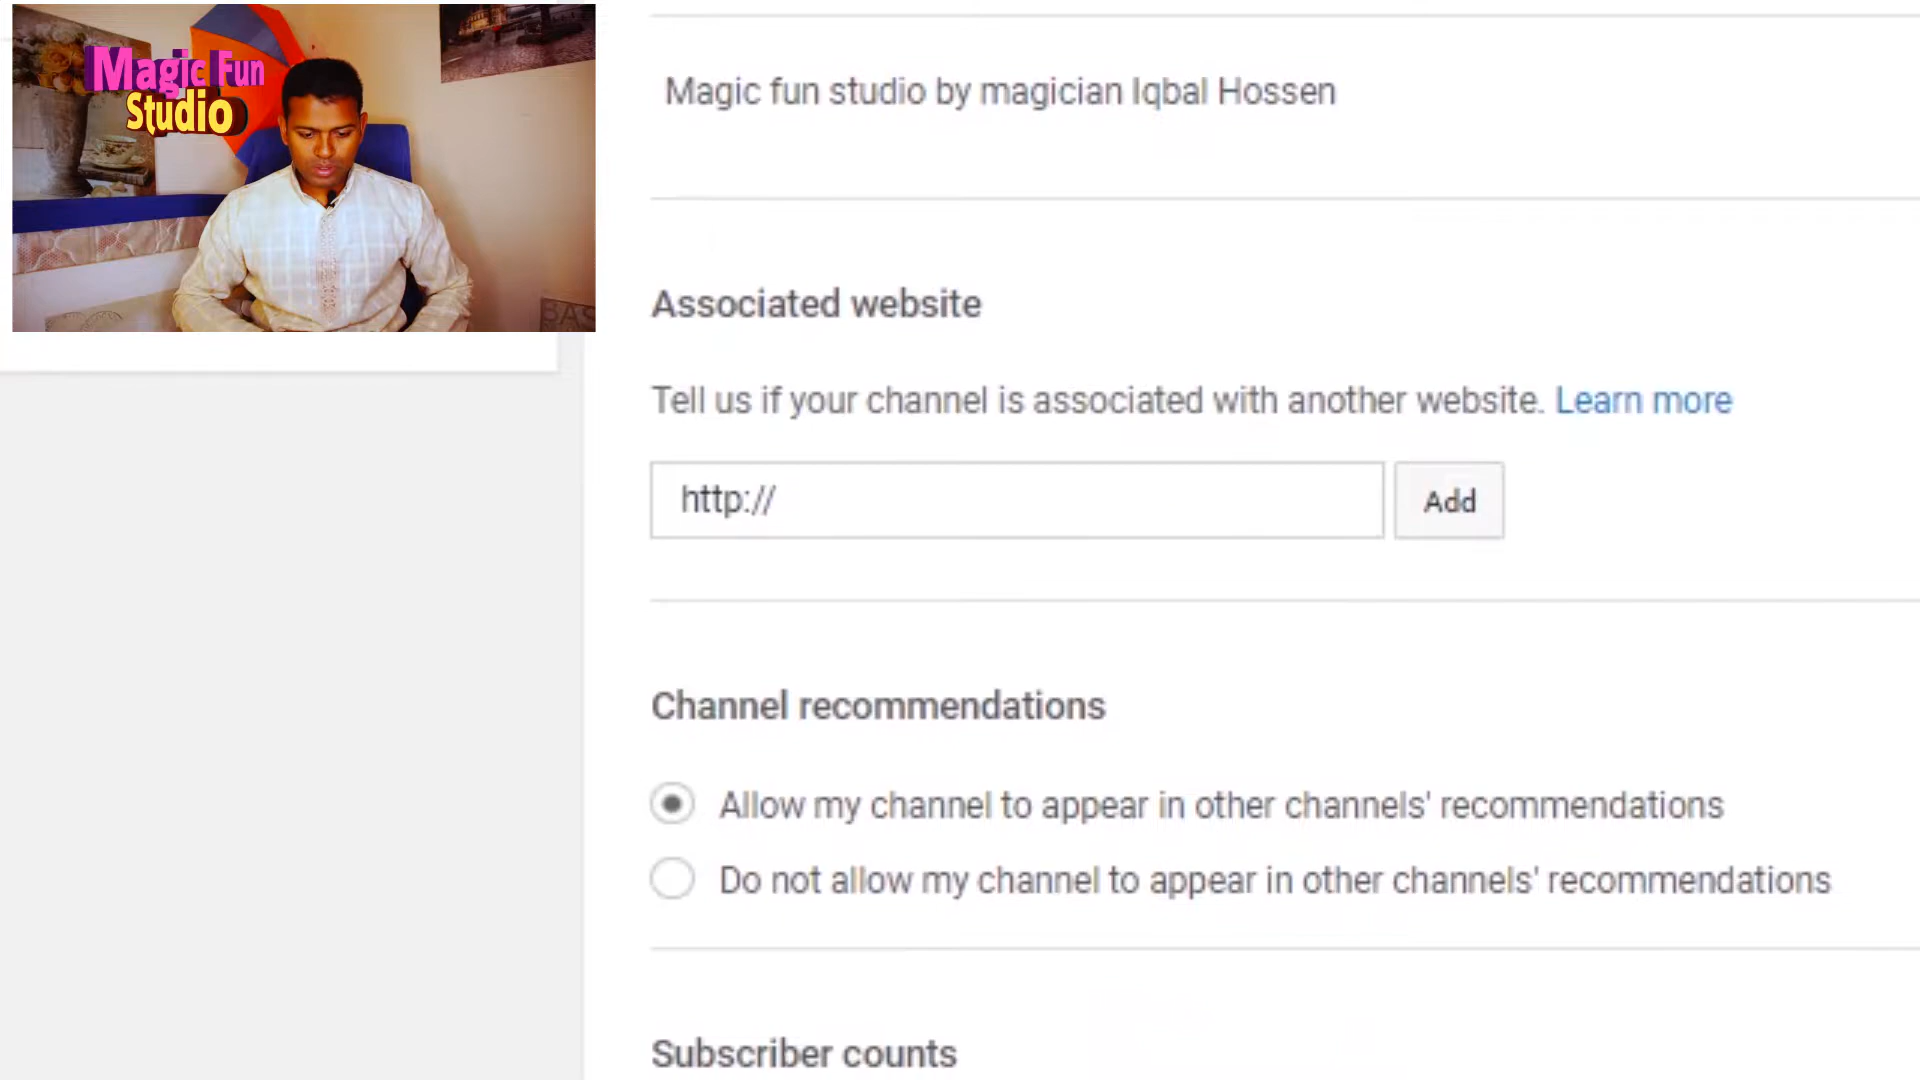 Magic Fun
Studio
BAS
Magic fun studio by magician Iqbal Hossen
Associated website
Tell us if your channel is associated with another website. Learn more
http://
Add
Channel recommendations
Allow my channel to appear in other channels' recommendations
Do not allow my channel to appear in other channels' recommendations
Subscriber counts